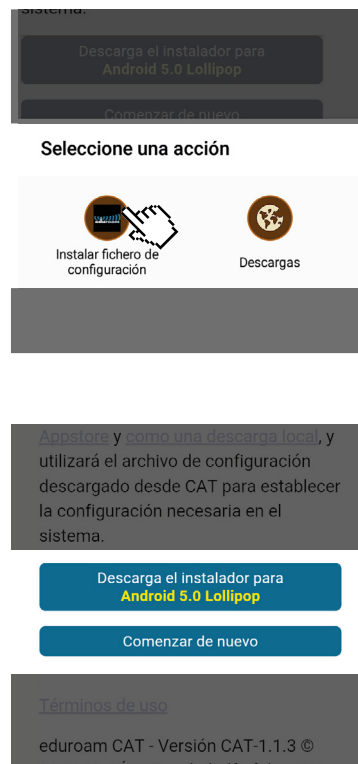 sistema.
Descarga el instalador para
Android 5.0 Lollipop
Comenzar de nuevo
Seleccione una acción
Instalar fichero de
configuración
Descargas
Appstore y como una descarga local, y
utilizará el archivo de configuración
descargado desde CAT para establecer
la configuración necesaria en el
sistema.
Descarga el instalador para
Android 5.0 Lollipop
Comenzar de nuevo
Términos de uso
eduroam CAT - Versión CAT-1.1.3 ©